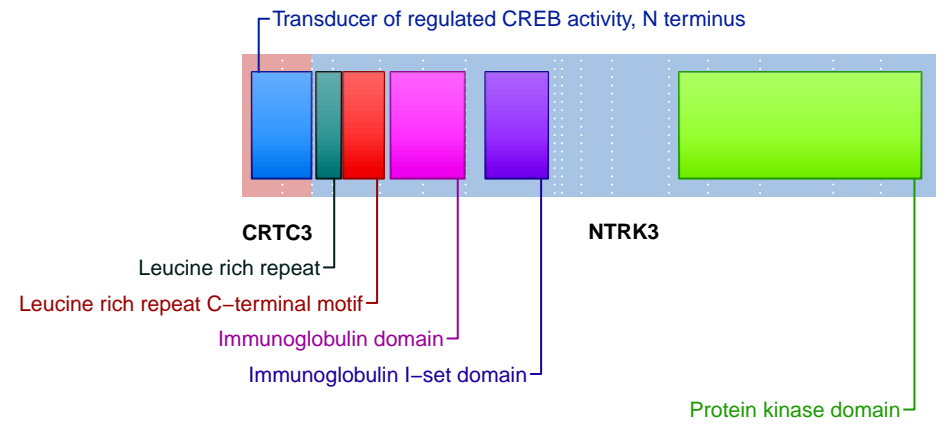 Transducer of regulated CREB activity, N terminus
CRTC3
NTRK3
Leucine rich repeat
Leucine rich repeat C−terminal motif
Immunoglobulin domain
Immunoglobulin I−set domain
Protein kinase domain